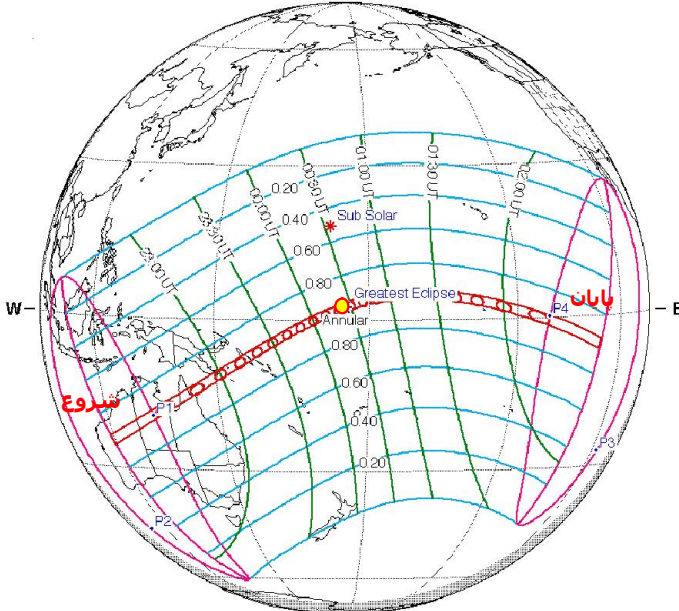 02:00 UT
01:30 UT
01:00 UT
00:30 UT
00:00 UT
23:30 UT
23:00 UT
0.20
0.40
Sub Solar
0.60
0.80
Greatest Edipse
W
E
P4
پایان
Annular
0.80
0.60
شروع
P1
0.40
P3
0.20
P2